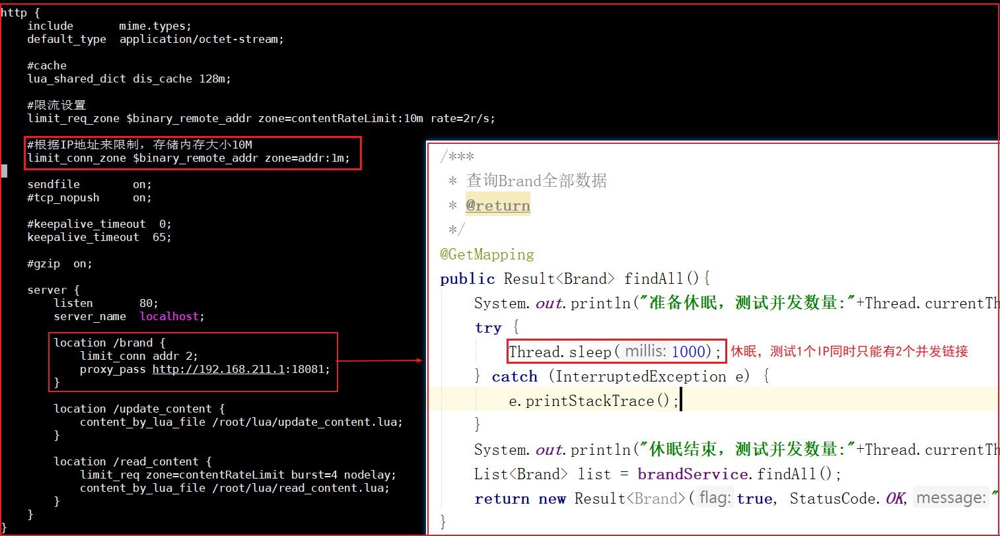 http {
    include       mime.types;
    default_type  application/octet-stream;

    #cache
    lua_shared_dict dis_cache 128m;

    #限流设置
    limit_req_zone $binary_remote_addr zone=contentRateLimit:10m rate=2r/s;

    #根据IP地址来限制，存储内存大小10M
    limit_conn_zone $binary_remote_addr zone=addr:1m;

    sendfile        on;
    #tcp_nopush     on;

    #keepalive_timeout  0;
    keepalive_timeout  65;

    #gzip  on;

    server {
        listen       80;
        server_name  localhost;

        location /brand {
            limit_conn addr 2;
            proxy_pass http://192.168.211.1:18081;
        }

        location /update_content {
            content_by_lua_file /root/lua/update_content.lua;
        }

        location /read_content {
            limit_req zone=contentRateLimit burst=4 nodelay;
            content_by_lua_file /root/lua/read_content.lua;
        }
    }
}
/***
 * 查询Brand全部数据
 * @return
 */
@GetMapping
public Result<Brand> findAll(){
    System.out.println("准备休眠，测试并发数量:"+Thread.currentTh
    try {
        Thread.sleep( millis: 1000); 休眠，测试1个IP同时只能有2个并发链接
    } catch (InterruptedException e) {
        e.printStackTrace();
    }
    System.out.println("休眠结束，测试并发数量:"+Thread.currentTh
    List<Brand> list = brandService.findAll();
    return new Result<Brand>( flag: true, StatusCode.OK, message: "
}